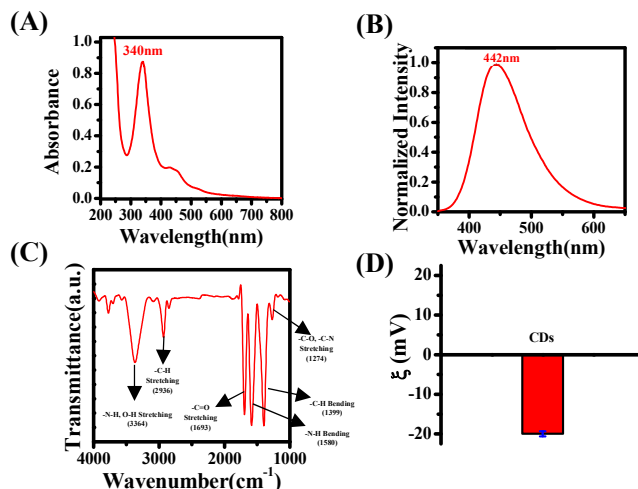 (A)
340nm
1.0
0.8
0.6
0.4
0.2
0.0
Absorbance
200 300 400 500 600 700 800
Wavelength(nm)
(B)
442nm
1.0
0.8
0.6
0.4
0.2
0.0
Normalized Intensity
400 500 600
Wavelength(nm)
(C)
Transmittance(a.u.)
-C-O, -C-N
Stretching
(1274)
-C-H
Stretching
(2936)
-C=O
Stretching
(1693)
-C-H Bending
(1399)
-N-H, O-H Stretching
(3364)
-N-H Bending
(1580)
4000 3000 2000 1000
Wavenumber(cm-1)
(D)
20
10
0
-10
-20
ξ (mV)
CDs